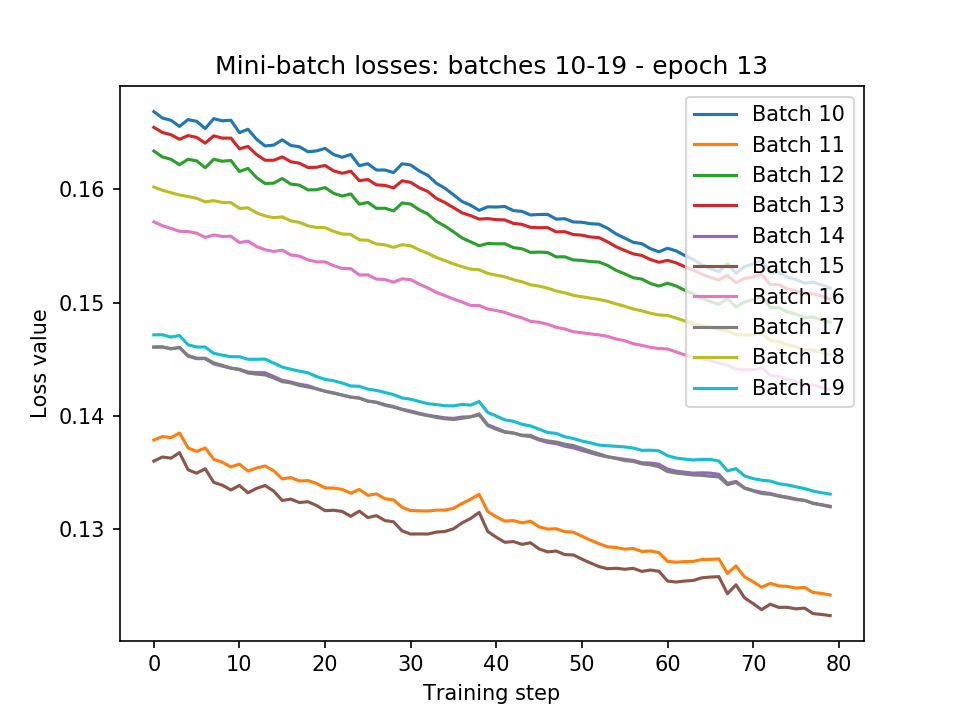 Mini-batch losses: batches 10-19 - epoch 13
Batch 10
Batch 11
Batch 12
Batch 13
Batch 14
Batch 15
Batch 16
Batch 17
Batch 18
Batch 19
0.16
0.15
0.14
0.13
Loss value
0 10 20 30 40 50 60 70 80
Training step